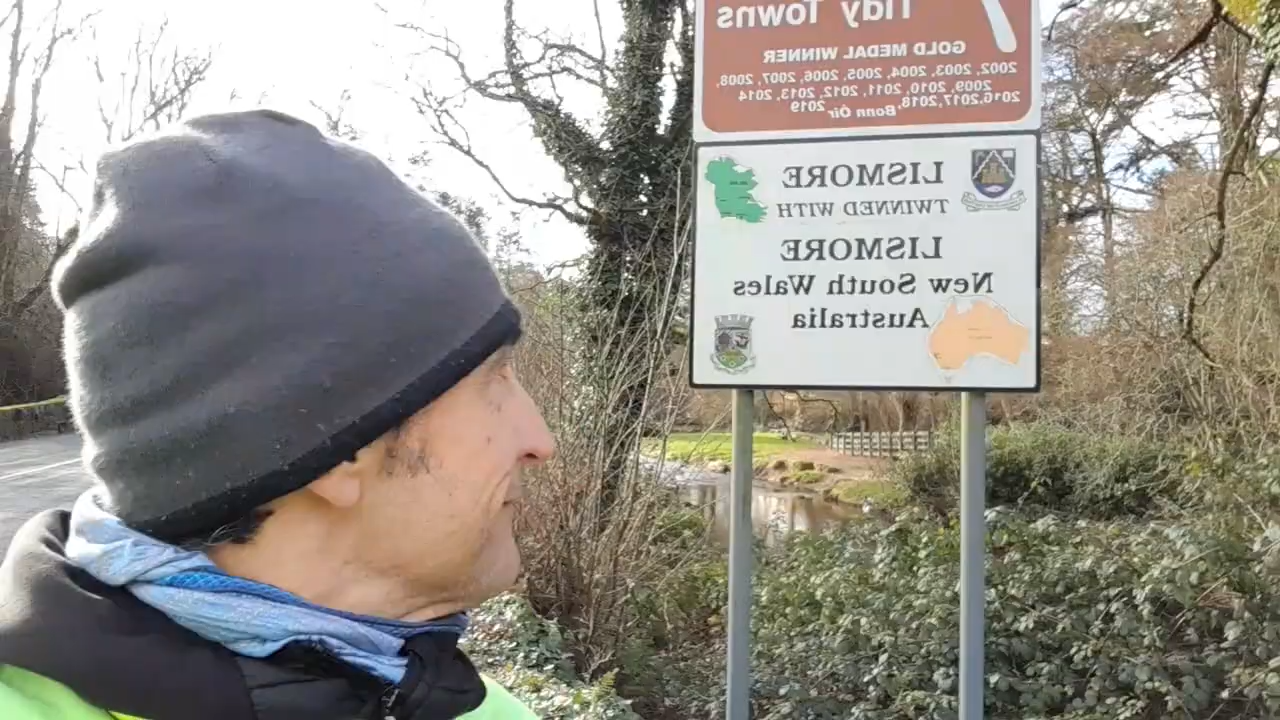 Tidy Towns
GOLD MEDAL WINNER
2002, 2003, 2004, 2005, 2006, 2007, 2008,
2009, 2010, 2011, 2012, 2013, 2014
2016, 2017, 2018, 2019
Bonn Óir
LISMORE
TWINNED WITH
LISMORE
New South Wales
Australia